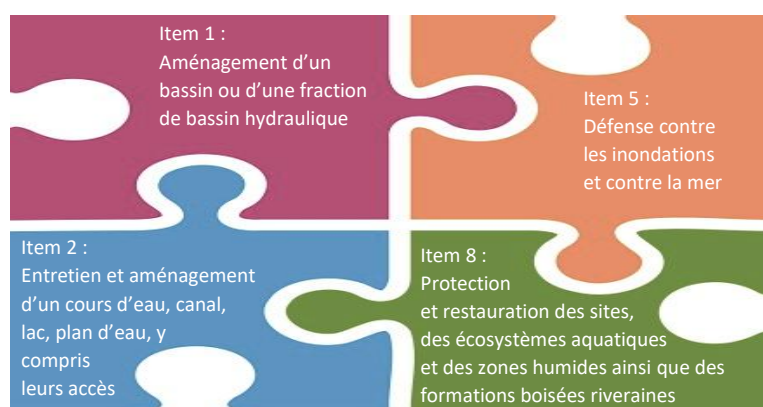 Item 1 :
Aménagement d’un
bassin ou d’une fraction
de bassin hydraulique
Item 5 :
Défense contre
les inondations
et contre la mer
Item 2 :
Entretien et aménagement
d’un cours d’eau, canal,
lac, plan d’eau, y
compris
leurs accès
Item 8 :
Protection
et restauration des sites,
des écosystèmes aquatiques
et des zones humides ainsi que des
formations boisées riveraines